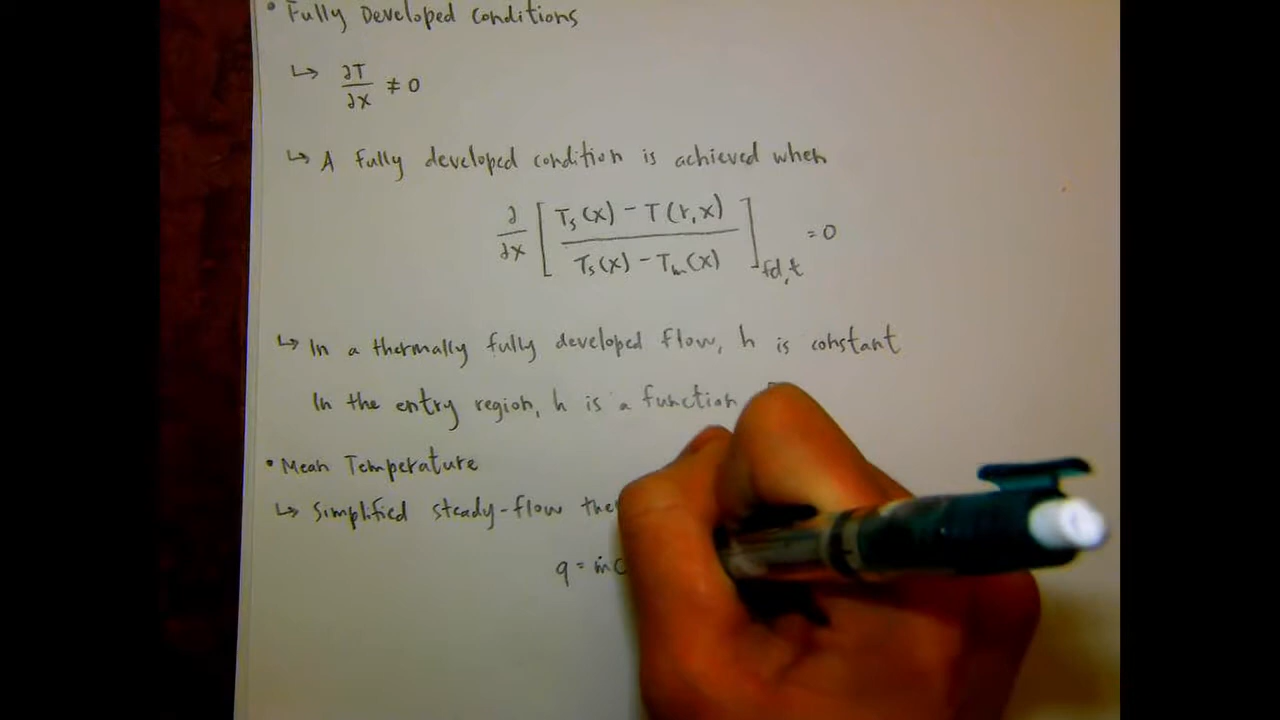 • Fully Developed Conditions
↳ ∂T/∂x ≠ 0
↳ A fully developed condition is achieved when
∂/∂x [ (Ts(x) - T(r,x)) / (Ts(x) - Tm(x)) ]fd,t = 0
↳ In a thermally fully developed flow, h is constant
In the entry region, h is a function
• Mean Temperature
↳ Simplified steady-flow
q = ṁ